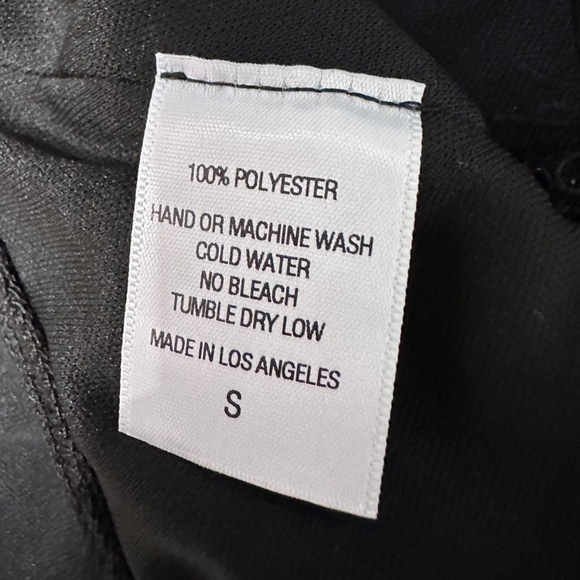 100% POLYESTER
HAND OR MACHINE WASH
COLD WATER
NO BLEACH
TUMBLE DRY LOW
MADE IN LOS ANGELES
S